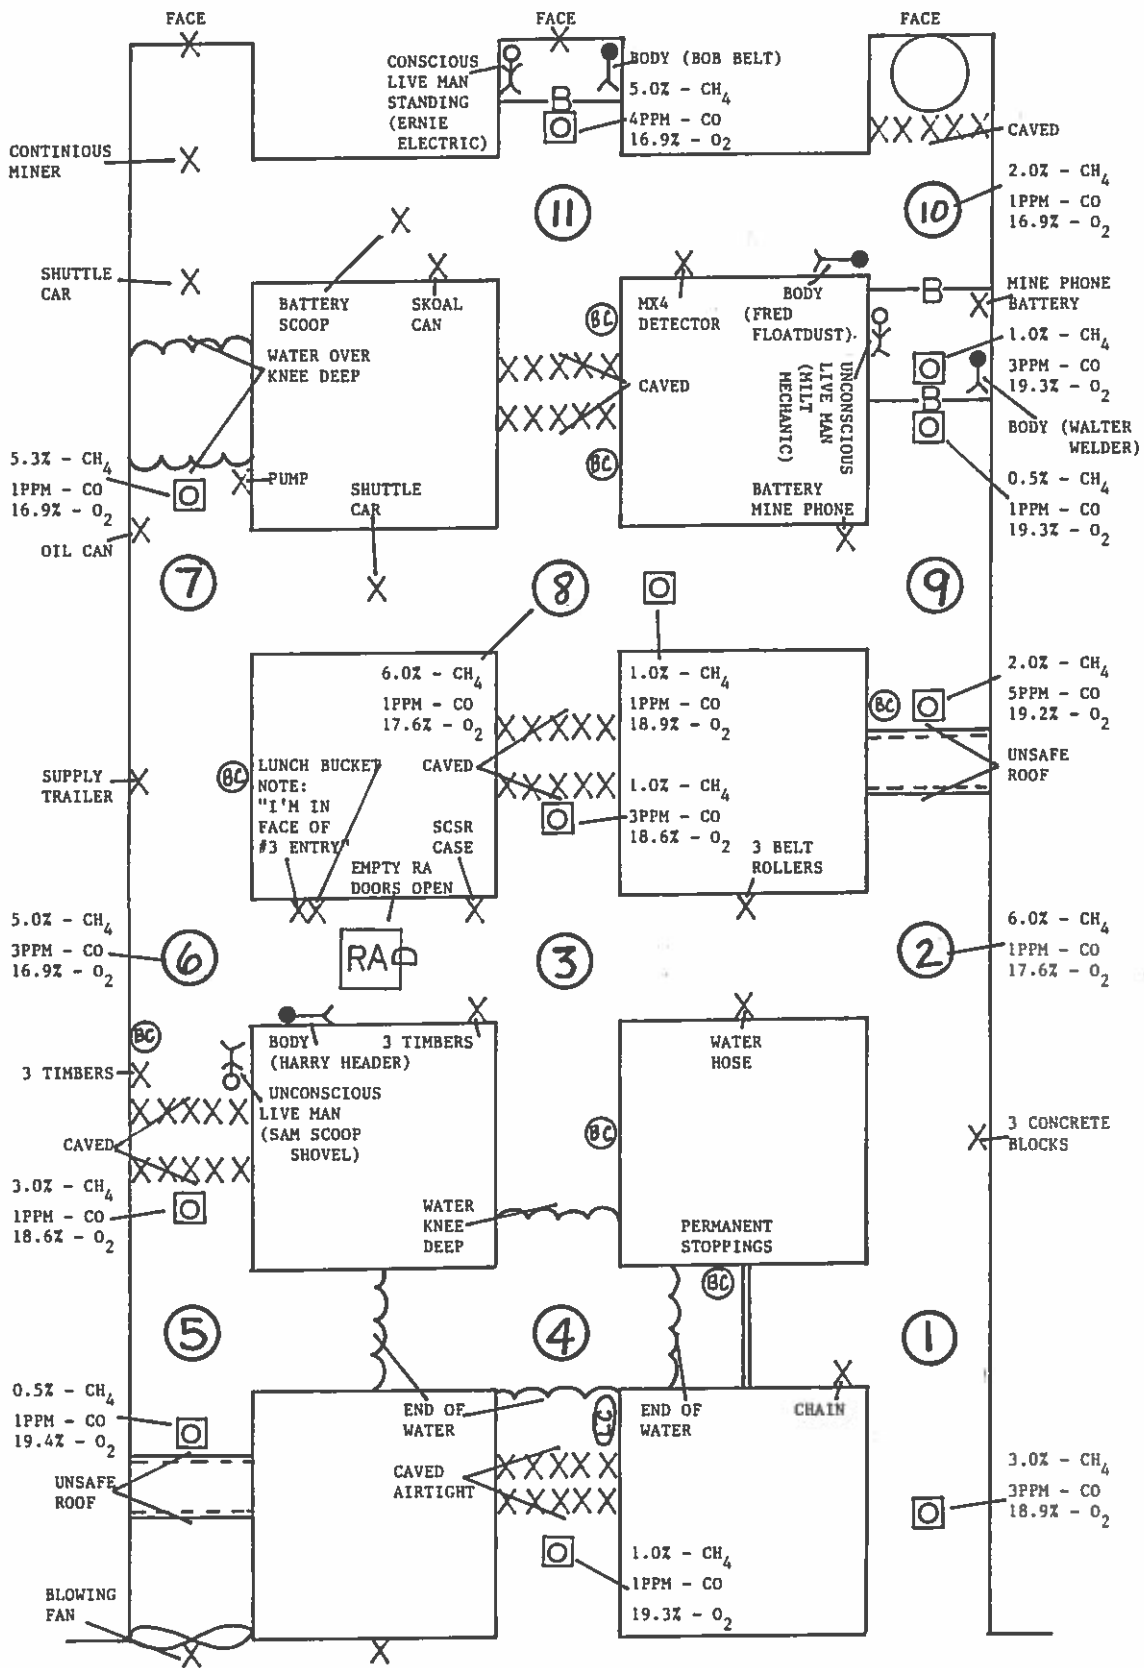 FACE
FACE
FACE
CONSCIOUS
LIVE MAN
STANDING
(ERNIE
ELECTRIC)
BODY (BOB BELT)
5.0% - CH4
4PPM - CO
16.9% - O2
B
CAVED
CONTINIOUS
MINER
2.0% - CH4
1PPM - CO
16.9% - O2
11
10
SHUTTLE
CAR
BATTERY
SCOOP
SKOAL
CAN
BC
MX4
DETECTOR
BODY
(FRED
FLOATDUST)
B
MINE PHONE
BATTERY
1.0% - CH4
3PPM - CO
19.3% - O2
WATER OVER
KNEE DEEP
CAVED
UNCONSCIOUS
LIVE MAN
(MILT
MECHANIC)
B
BODY (WALTER
WELDER)
5.3% - CH4
1PPM - CO
16.9% - O2
PUMP
BC
SHUTTLE
CAR
BATTERY
MINE PHONE
0.5% - CH4
1PPM - CO
19.3% - O2
OIL CAN
7
8
9
6.0% - CH4
1PPM - CO
17.6% - O2
1.0% - CH4
1PPM - CO
18.9% - O2
BC
2.0% - CH4
5PPM - CO
19.2% - O2
UNSAFE
ROOF
SUPPLY
TRAILER
BC
LUNCH BUCKET
NOTE:
"I'M IN
FACE OF
#3 ENTRY"
CAVED
1.0% - CH4
3PPM - CO
18.6% - O2
SCSR
CASE
EMPTY RA
DOORS OPEN
3 BELT
ROLLERS
5.0% - CH4
3PPM - CO
16.9% - O2
6
RA
3
2
6.0% - CH4
1PPM - CO
17.6% - O2
BC
BODY
(HARRY HEADER)
3 TIMBERS
WATER
HOSE
3 TIMBERS
UNCONSCIOUS
LIVE MAN
(SAM SCOOP
SHOVEL)
BC
3 CONCRETE
BLOCKS
CAVED
3.0% - CH4
1PPM - CO
18.6% - O2
WATER
KNEE
DEEP
PERMANENT
STOPPINGS
BC
5
4
1
0.5% - CH4
1PPM - CO
19.4% - O2
END OF
WATER
END OF
WATER
CHAIN
UNSAFE
ROOF
CAVED
AIRTIGHT
3.0% - CH4
3PPM - CO
18.9% - O2
1.0% - CH4
1PPM - CO
19.3% - O2
BLOWING
FAN